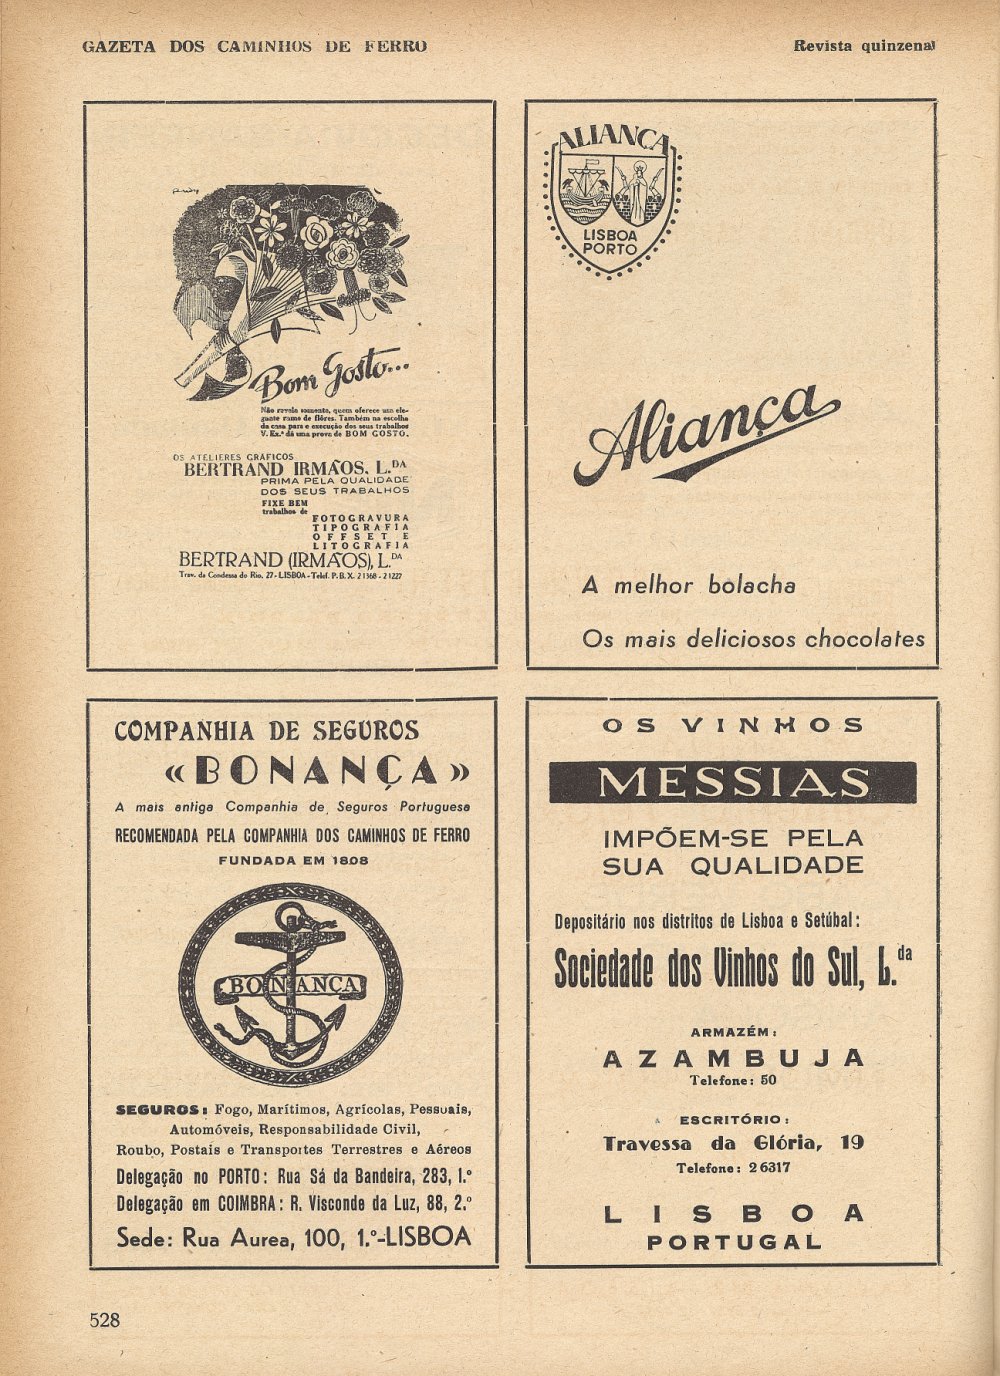 GAZETA DOS CAMINHOS DE FERRO
Revista quinzenal
Bom Gosto...
Não revela somente, quem oferece um ele-
gante ramo de flôres. Também na escolha
da casa para e execução dos seus trabalhos
V. Ex.ª dá uma prova de BOM GOSTO.
OS ATELIERES GRÁFICOS
BERTRAND IRMÃOS, L.DA
PRIMA PELA QUALIDADE
DOS SEUS TRABALHOS
FIXE BEM
trabalhos de
FOTOGRAVURA
TIPOGRAFIA
OFFSET E
LITOGRAFIA
BERTRAND (IRMÃOS), L.DA
Trav. da Condessa do Rio, 27 - LISBOA - Telef. P. B. X. 21368 - 21227
ALIANÇA
LISBOA
PORTO
Aliança
A melhor bolacha
Os mais deliciosos chocolates
COMPANHIA DE SEGUROS
«BONANÇA»
A mais antiga Companhia de Seguros Portuguesa
RECOMENDADA PELA COMPANHIA DOS CAMINHOS DE FERRO
FUNDADA EM 1808
BONANÇA
SEGUROS: Fogo, Marítimos, Agrícolas, Pessoais,
Automóveis, Responsabilidade Civil,
Roubo, Postais e Transportes Terrestres e Aéreos
Delegação no PORTO: Rua Sá da Bandeira, 283, 1.º
Delegação em COIMBRA: R. Visconde da Luz, 88, 2.º
Sede: Rua Aurea, 100, 1.º-LISBOA
OS VINHOS
MESSIAS
IMPÕEM-SE PELA
SUA QUALIDADE
Depositário nos distritos de Lisboa e Setúbal:
Sociedade dos Vinhos do Sul, L.da
ARMAZÉM:
AZAMBUJA
Telefone: 50
ESCRITÓRIO:
Travessa da Glória, 19
Telefone: 26317
LISBOA
PORTUGAL
528